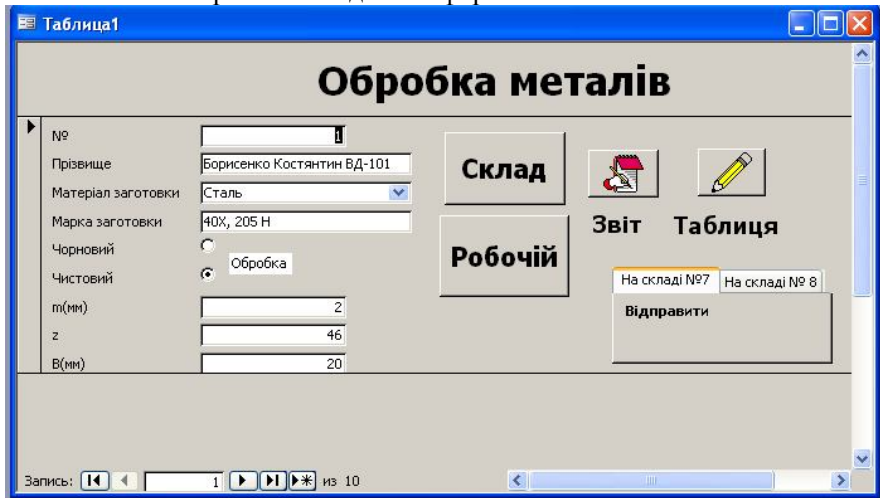 Таблица1
Обробка металів
№ 1
Прізвище Борисенко Костянтин ВД-101
Матеріал заготовки Сталь
Марка заготовки 40Х, 205 Н
Чорновий
Обробка
Чистовий
m(мм) 2
z 46
B(мм) 20
Склад
Робочій
Звіт Таблиця
На складі №7 На складі № 8
Відправити
Запись: 1 из 10